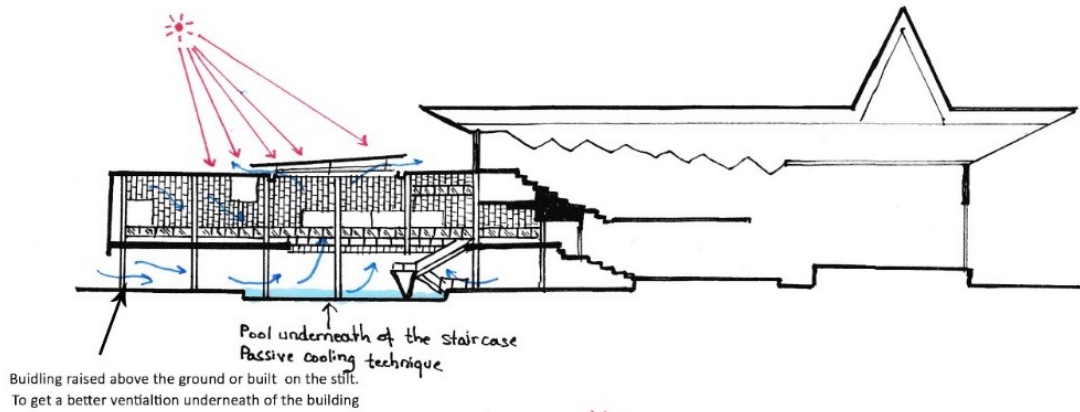 Pool underneath of the staircase
Passive cooling technique
Buidling raised above the ground or built on the stilt.
To get a better ventialtion underneath of the building